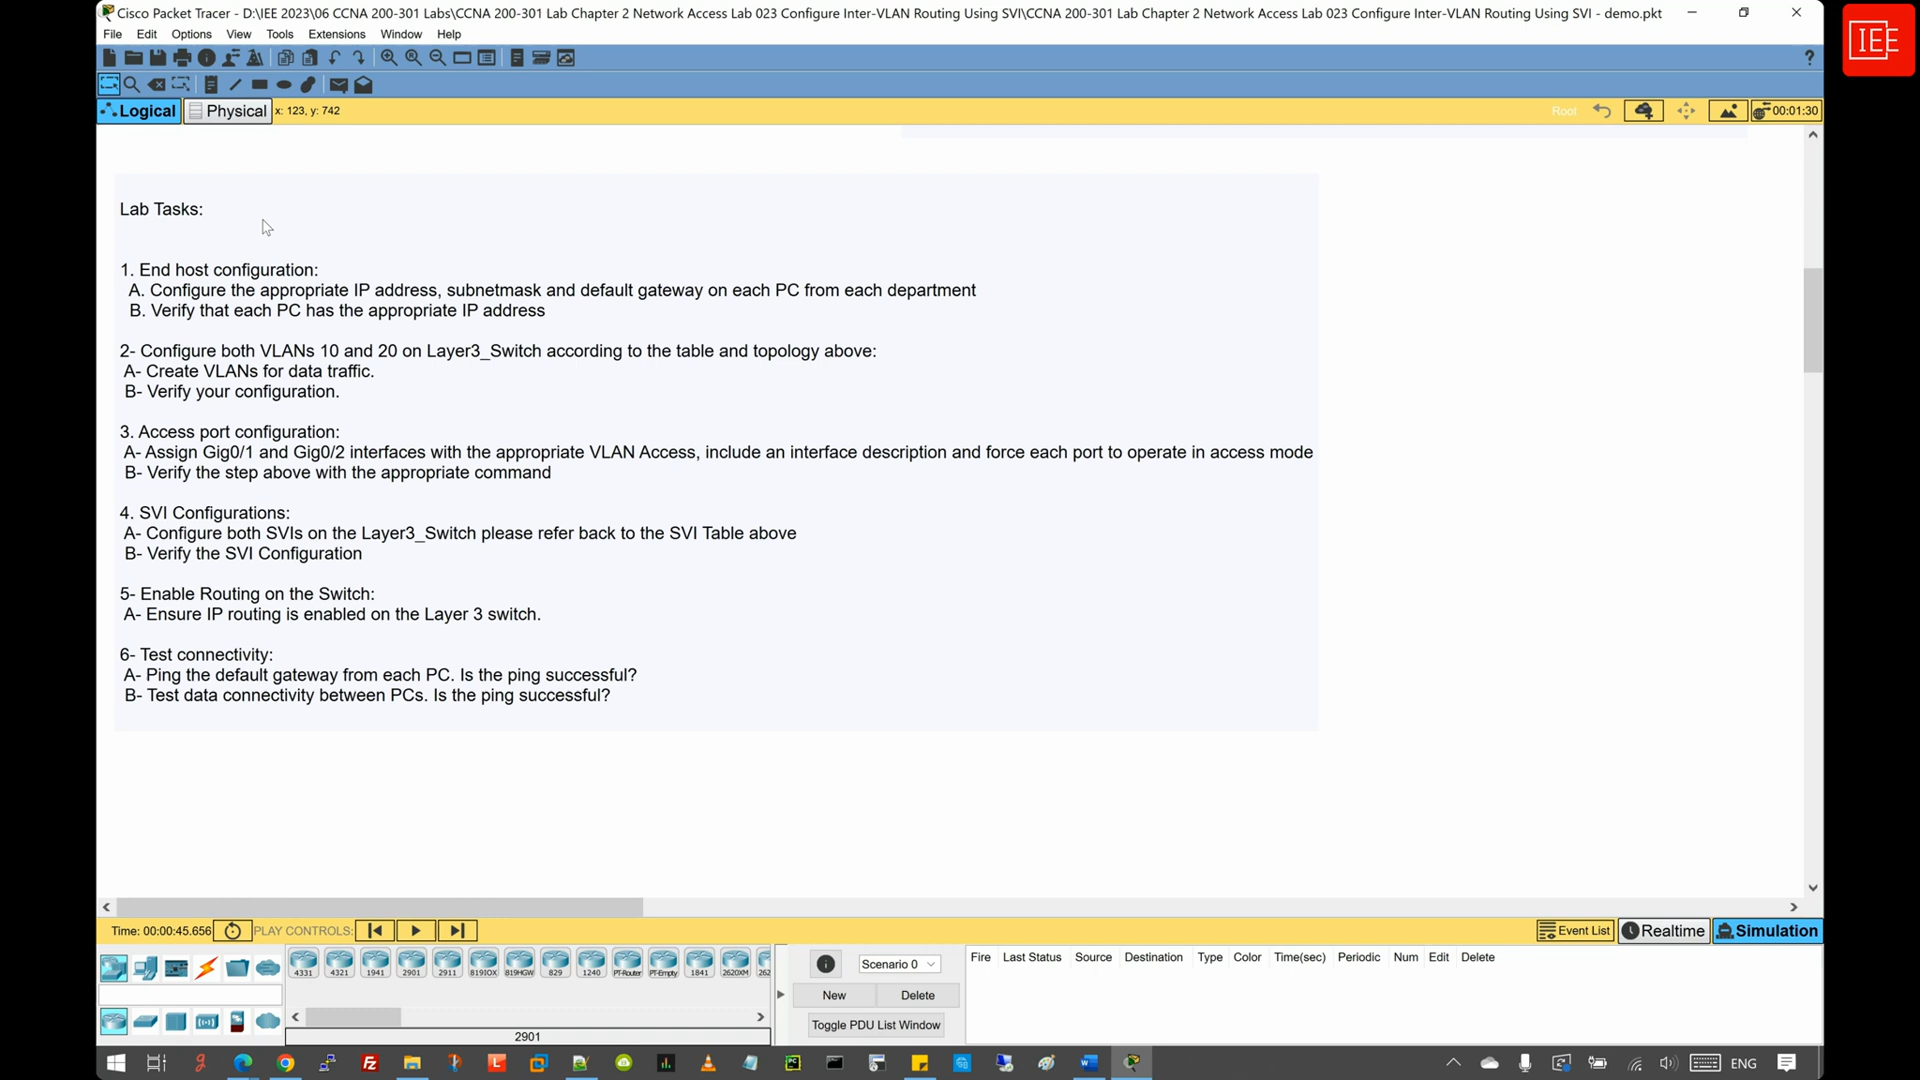 Cisco Packet Tracer - D:\IEE 2023\06 CCNA 200-301 Labs\CCNA 200-301 Lab Chapter 2 Network Access Lab 023 Configure Inter-VLAN Routing Using SVI\CCNA 200-301 Lab Chapter 2 Network Access Lab 023 Configure Inter-VLAN Routing Using SVI - demo.pkt
IEE
File Edit Options View Tools Extensions Window Help
Logical Physical x: 123, y: 742 Root 00:01:30
Lab Tasks:
1. End host configuration:
A. Configure the appropriate IP address, subnetmask and default gateway on each PC from each department
B. Verify that each PC has the appropriate IP address
2- Configure both VLANs 10 and 20 on Layer3_Switch according to the table and topology above:
A- Create VLANs for data traffic.
B- Verify your configuration.
3. Access port configuration:
A- Assign Gig0/1 and Gig0/2 interfaces with the appropriate VLAN Access, include an interface description and force each port to operate in access mode
B- Verify the step above with the appropriate command
4. SVI Configurations:
A- Configure both SVIs on the Layer3_Switch please refer back to the SVI Table above
B- Verify the SVI Configuration
5- Enable Routing on the Switch:
A- Ensure IP routing is enabled on the Layer 3 switch.
6- Test connectivity:
A- Ping the default gateway from each PC. Is the ping successful?
B- Test data connectivity between PCs. Is the ping successful?
Time: 00:00:45.656 PLAY CONTROLS: Event List Realtime Simulation
4331 4321 1941 2901 2911 819IOX 819HGW 829 1240 PT-Router PT-Empty 1841 2620XM 262
Scenario 0
Fire Last Status Source Destination Type Color Time(sec) Periodic Num Edit Delete
New Delete
Toggle PDU List Window
2901
ENG